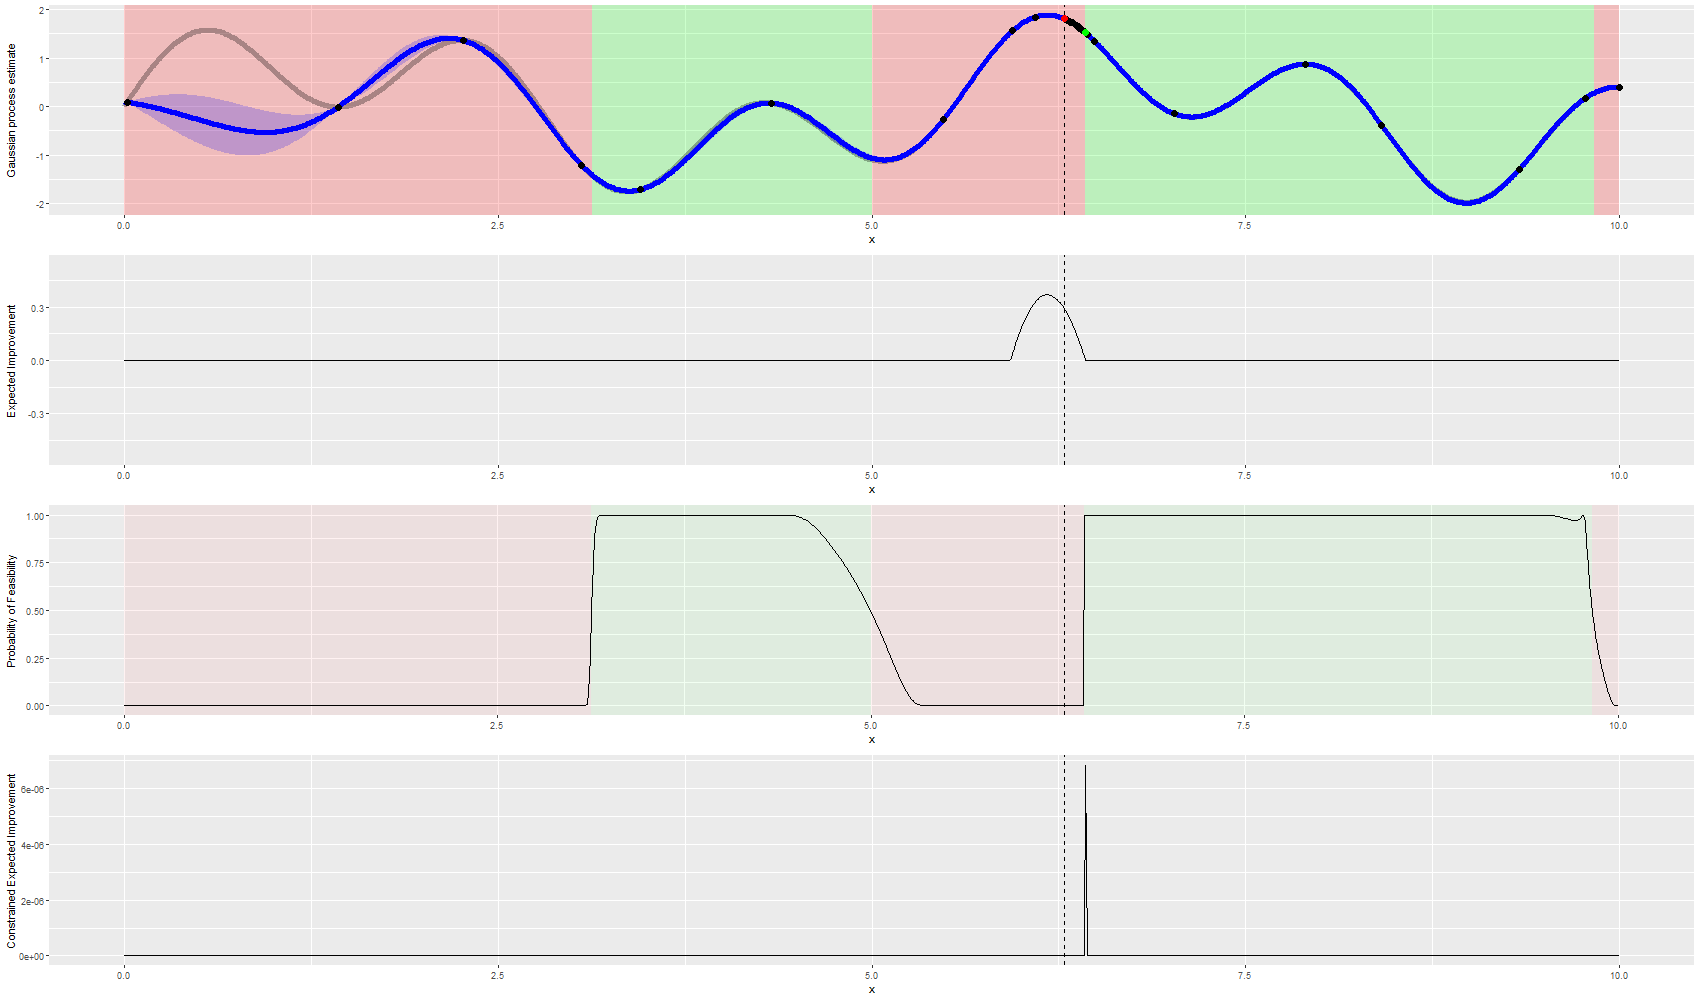 Gaussian process estimate
2
1
0
-1
-2
0.0 2.5 5.0 7.5 10.0
x
Expected Improvement
0.3
0.0
-0.3
0.0 2.5 5.0 7.5 10.0
x
Probability of Feasibility
1.00
0.75
0.50
0.25
0.00
0.0 2.5 5.0 7.5 10.0
x
Constrained Expected Improvement
6e-06
4e-06
2e-06
0e+00
0.0 2.5 5.0 7.5 10.0
x